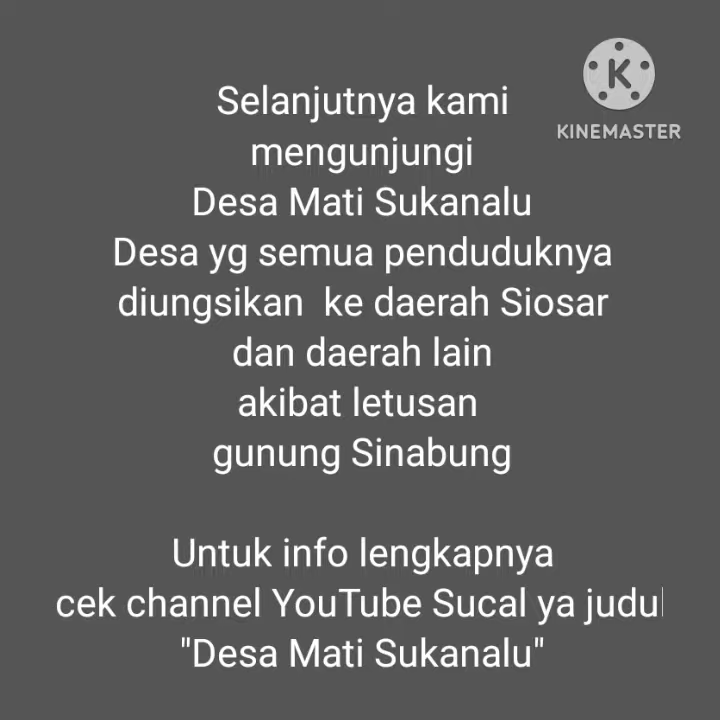 K
KINEMASTER
Selanjutnya kami
mengunjungi
Desa Mati Sukanalu
Desa yg semua penduduknya
diungsikan ke daerah Siosar
dan daerah lain
akibat letusan
gunung Sinabung
Untuk info lengkapnya
cek channel YouTube Sucal ya judul
"Desa Mati Sukanalu"